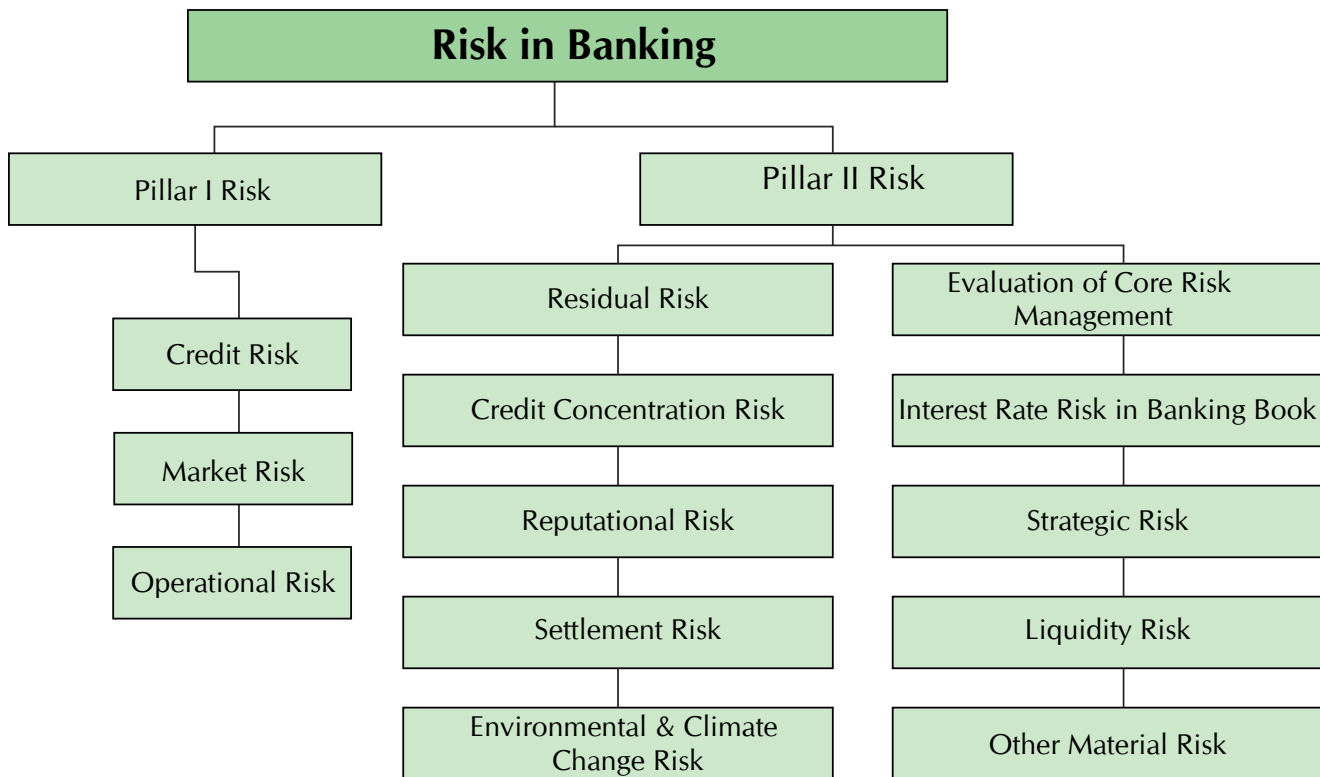 Risk in Banking
Pillar I Risk
Pillar II Risk
Credit Risk
Market Risk
Operational Risk
Residual Risk
Credit Concentration Risk
Reputational Risk
Settlement Risk
Environmental & Climate
Change Risk
Evaluation of Core Risk
Management
Interest Rate Risk in Banking Book
Strategic Risk
Liquidity Risk
Other Material Risk